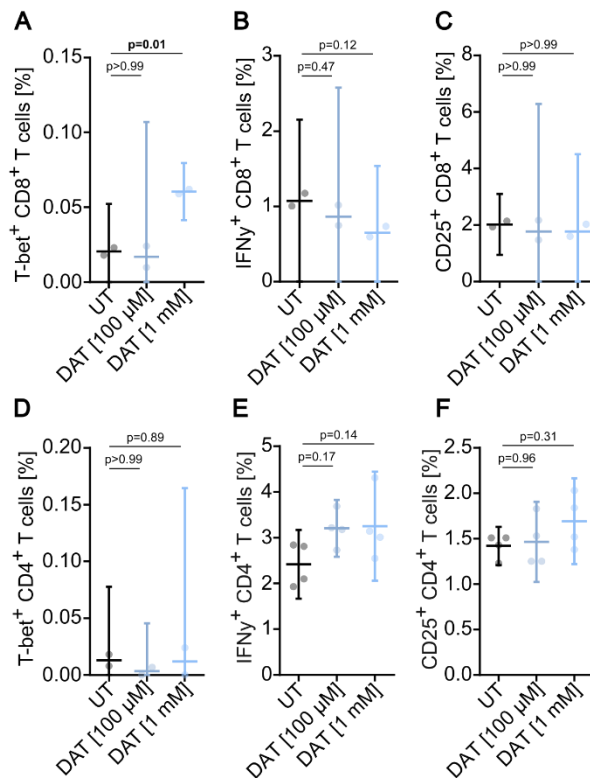 A
p=0.01
p>0.99
0.15
0.10
0.05
0.00
T-bet+ CD8+ T cells [%]
UT
DAT [100 µM]
DAT [1 mM]
B
p=0.12
p=0.47
3
2
1
0
IFNy+ CD8+ T cells [%]
UT
DAT [100 µM]
DAT [1 mM]
C
p>0.99
p>0.99
8
6
4
2
0
CD25+ CD8+ T cells [%]
UT
DAT [100 µM]
DAT [1 mM]
D
p=0.89
p>0.99
0.20
0.15
0.10
0.05
0.00
T-bet+ CD4+ T cells [%]
UT
DAT [100 µM]
DAT [1 mM]
E
p=0.14
p=0.17
5
4
3
2
1
0
IFNy+ CD4+ T cells [%]
UT
DAT [100 µM]
DAT [1 mM]
F
p=0.31
p=0.96
2.5
2.0
1.5
1.0
0.5
0.0
CD25+ CD4+ T cells [%]
UT
DAT [100 µM]
DAT [1 mM]